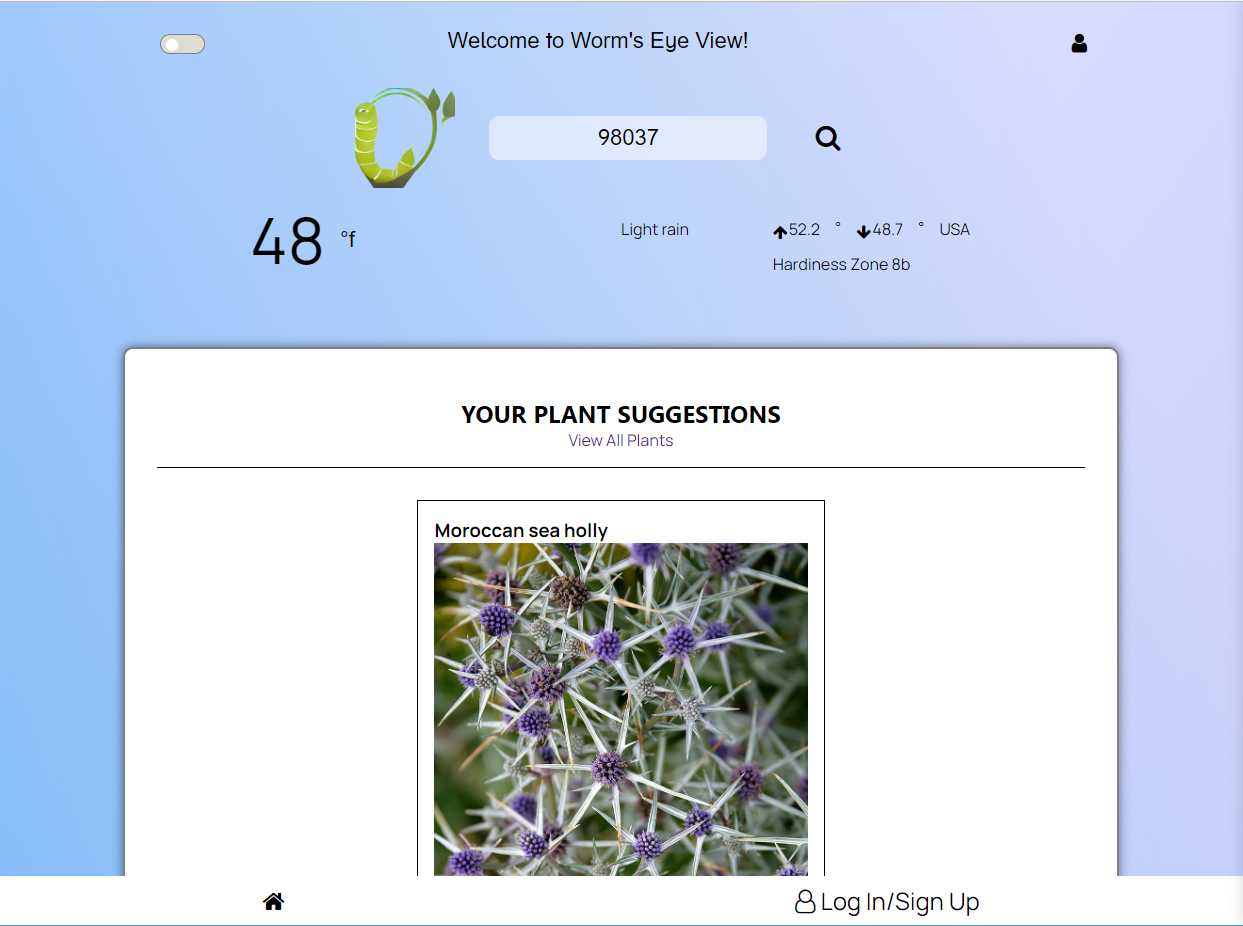 Welcome to Worm's Eye View!
98037
48 °f
Light rain
52.2 ° 48.7 ° USA
Hardiness Zone 8b
YOUR PLANT SUGGESTIONS
View All Plants
Moroccan sea holly
Log In/Sign Up